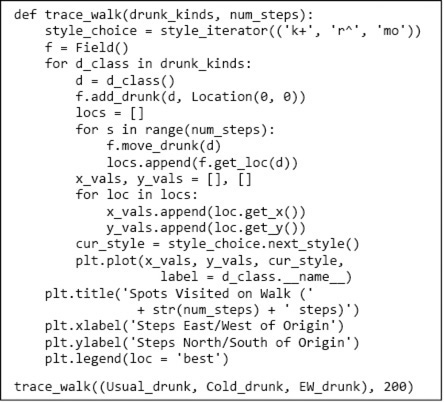 def trace_walk(drunk_kinds, num_steps):
    style_choice = style_iterator(('k+', 'r^', 'mo'))
    f = Field()
    for d_class in drunk_kinds:
        d = d_class()
        f.add_drunk(d, Location(0, 0))
        locs = []
        for s in range(num_steps):
            f.move_drunk(d)
            locs.append(f.get_loc(d))
        x_vals, y_vals = [], []
        for loc in locs:
            x_vals.append(loc.get_x())
            y_vals.append(loc.get_y())
        cur_style = style_choice.next_style()
        plt.plot(x_vals, y_vals, cur_style,
                 label = d_class.__name__)
    plt.title('Spots Visited on Walk ('
              + str(num_steps) + ' steps)')
    plt.xlabel('Steps East/West of Origin')
    plt.ylabel('Steps North/South of Origin')
    plt.legend(loc = 'best')
trace_walk((Usual_drunk, Cold_drunk, EW_drunk), 200)